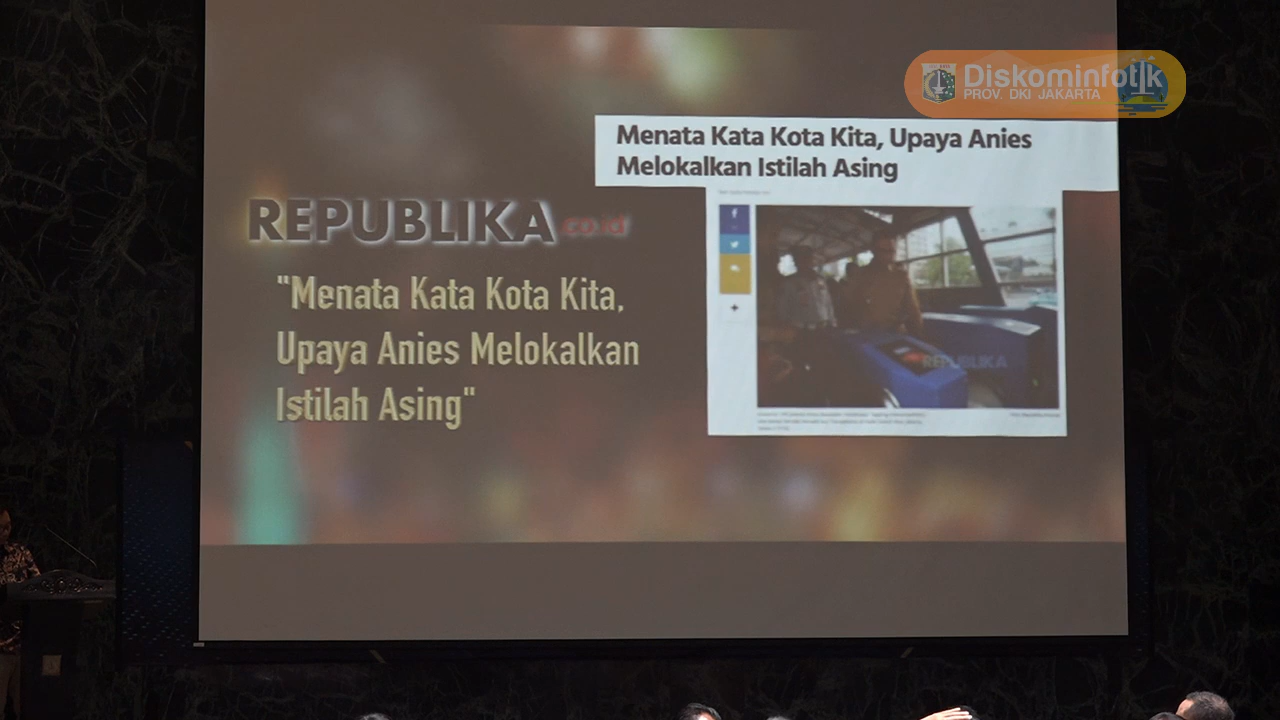 Diskominfotik
PROV. DKI JAKARTA
Menata Kata Kota Kita, Upaya Anies
Melokalkan Istilah Asing
REPUBLIKA.co.id
"Menata Kata Kota Kita,
Upaya Anies Melokalkan
Istilah Asing"
REPUBLIKA